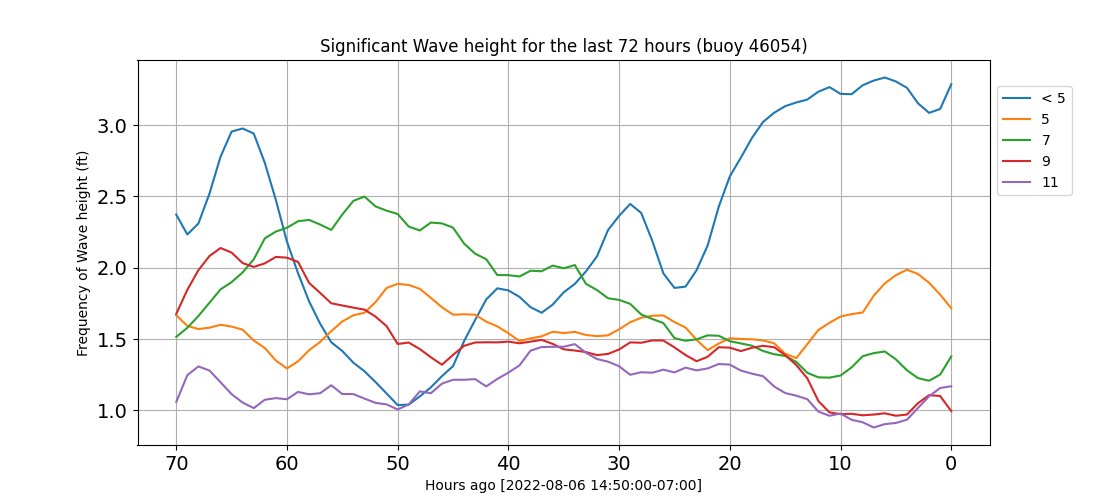 Significant Wave height for the last 72 hours (buoy 46054)
Frequency of Wave height (ft)
3.0
2.5
2.0
1.5
1.0
70 60 50 40 30 20 10 0
Hours ago [2022-08-06 14:50:00-07:00]
< 5
5
7
9
11